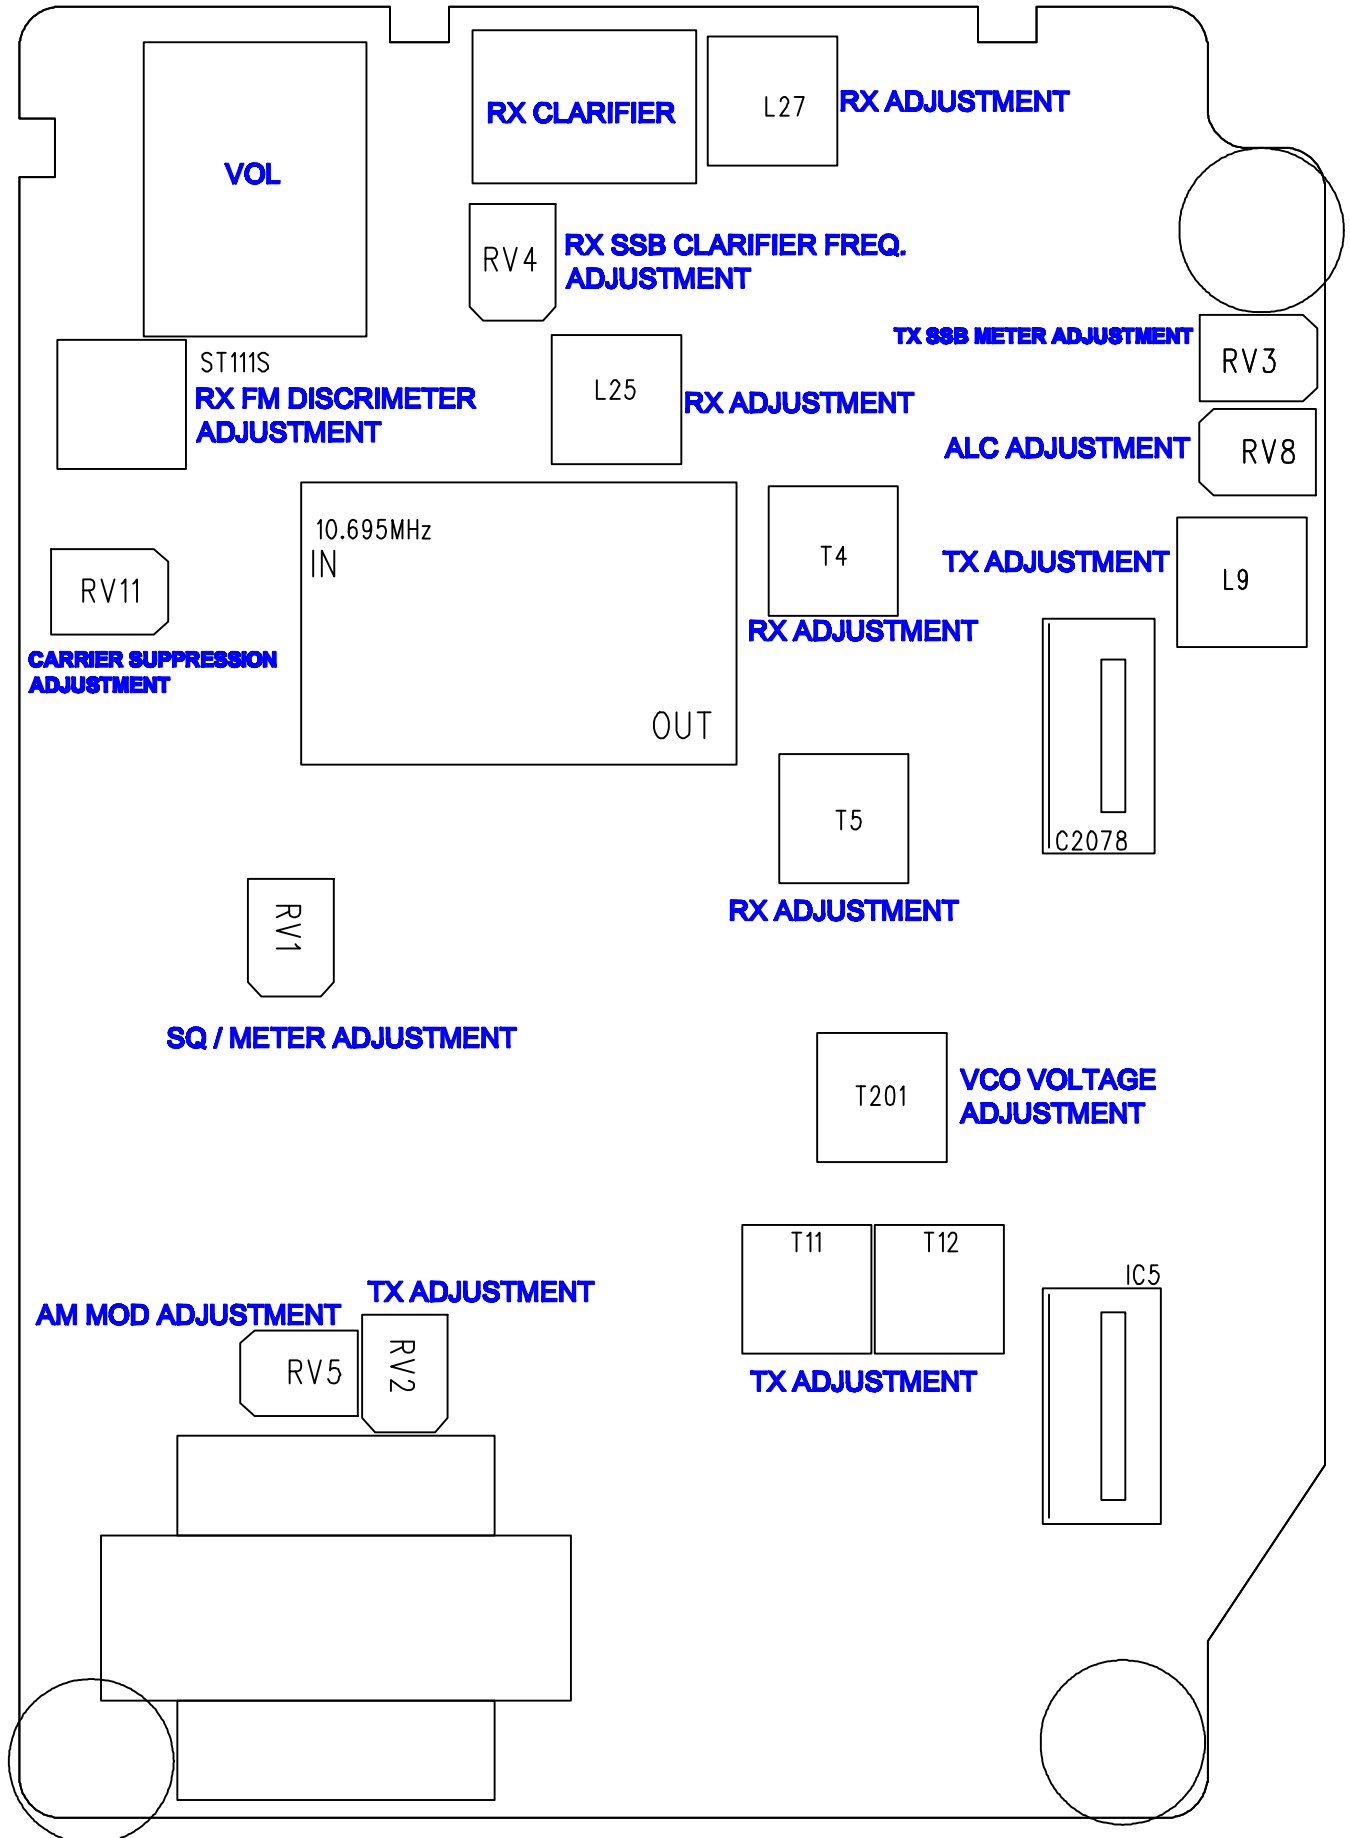 RX CLARIFIER
L27
RX ADJUSTMENT
VOL
RV4
RX SSB CLARIFIER FREQ.
ADJUSTMENT
TX SSB METER ADJUSTMENT
RV3
ST111S
RX FM DISCRIMETER
ADJUSTMENT
L25
RX ADJUSTMENT
ALC ADJUSTMENT
RV8
10.695MHz
IN
OUT
T4
RX ADJUSTMENT
TX ADJUSTMENT
L9
RV11
CARRIER SUPPRESSION
ADJUSTMENT
C2078
T5
RX ADJUSTMENT
RV1
SQ / METER ADJUSTMENT
T201
VCO VOLTAGE
ADJUSTMENT
T11
T12
TX ADJUSTMENT
IC5
TX ADJUSTMENT
AM MOD ADJUSTMENT
RV5
RV2